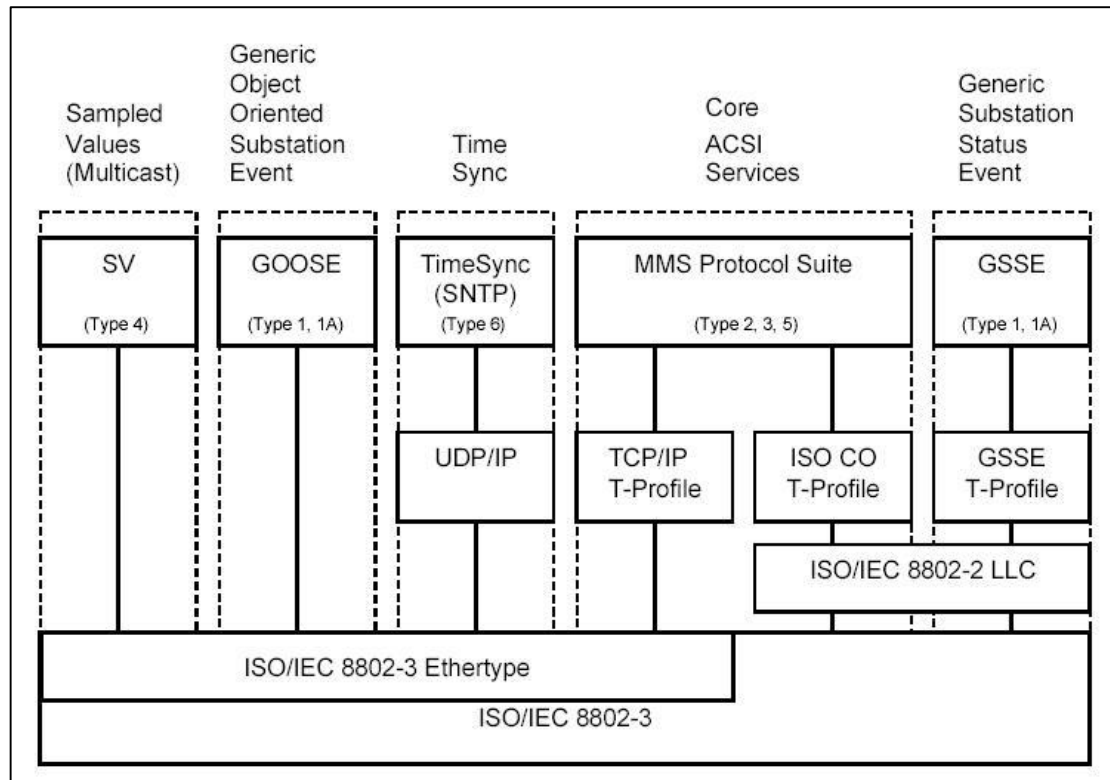 Sampled
Values
(Multicast)
Generic
Object
Oriented
Substation
Event
Time
Sync
Core
ACSI
Services
Generic
Substation
Status
Event
SV
(Type 4)
GOOSE
(Type 1, 1A)
TimeSync
(SNTP)
(Type 6)
MMS Protocol Suite
(Type 2, 3, 5)
GSSE
(Type 1, 1A)
UDP/IP
TCP/IP
T-Profile
ISO CO
T-Profile
GSSE
T-Profile
ISO/IEC 8802-2 LLC
ISO/IEC 8802-3 Ethertype
ISO/IEC 8802-3